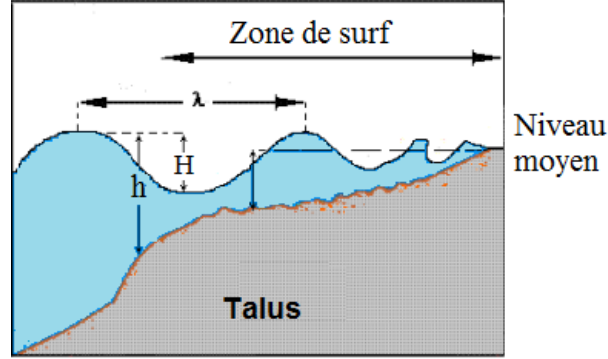 Zone de surf
λ
H
h
Niveau
moyen
Talus